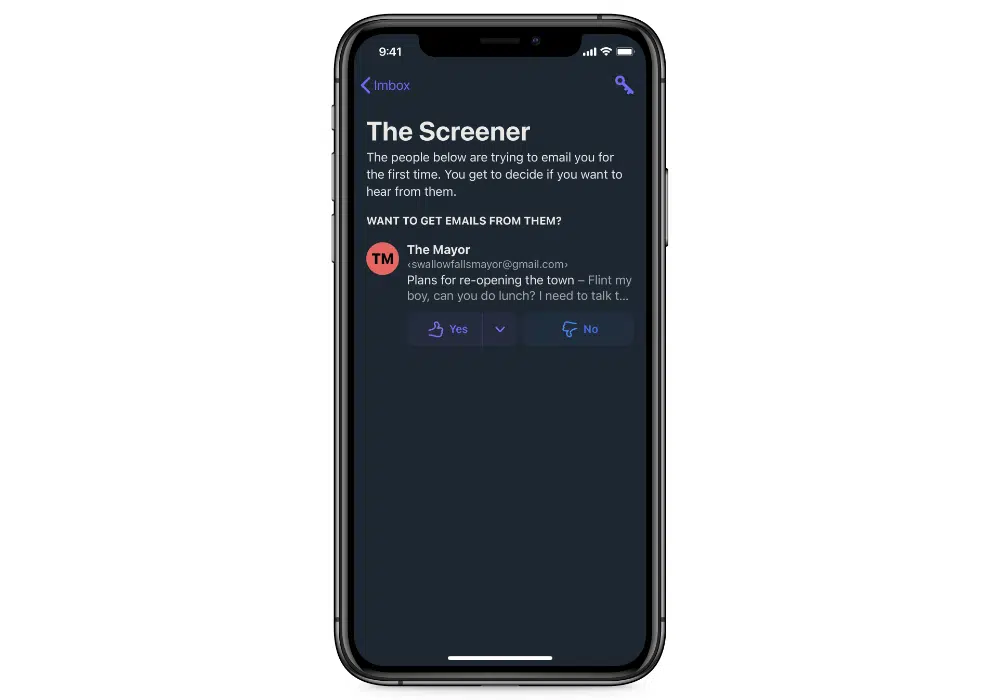 9:41
Imbox
The Screener
The people below are trying to email you for
the first time. You get to decide if you want to
hear from them.
WANT TO GET EMAILS FROM THEM?
TM
The Mayor
‹swallowfallsmayor@gmail.com›
Plans for re-opening the town – Flint my
boy, can you do lunch? I need to talk t...
Yes
No